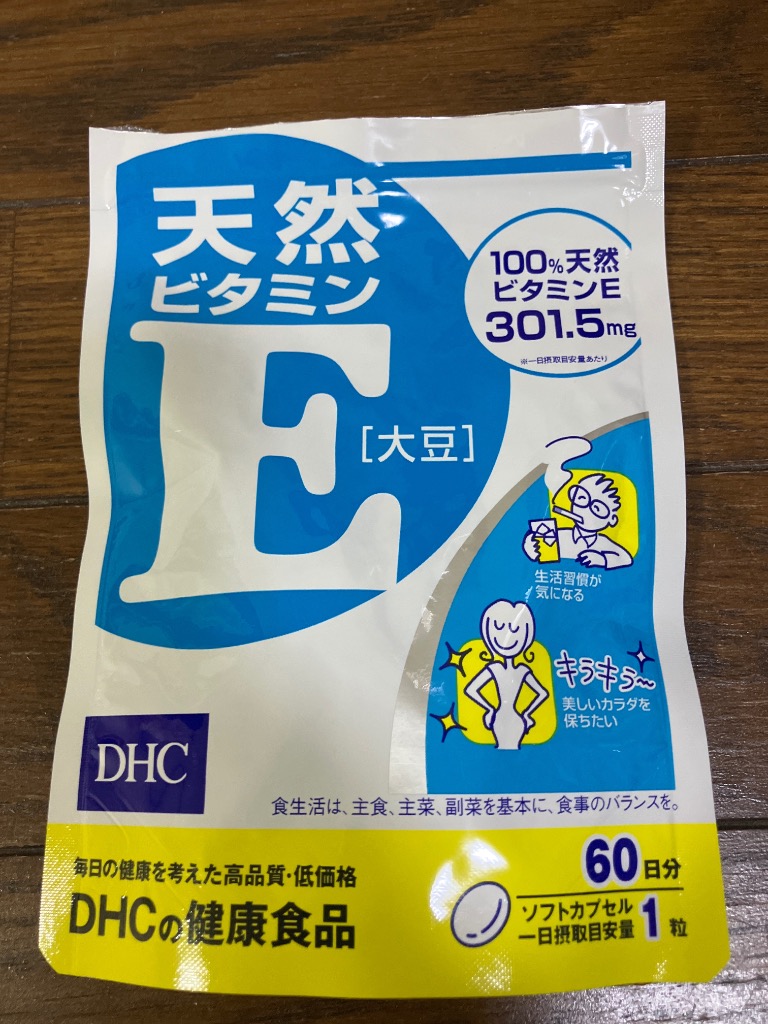 天然
ビタミン
E
[大豆]
100%天然
ビタミンE
301.5mg
※一日摂取目安量あたり
生活習慣が
気になる
キラキラ〜
美しいカラダを
保ちたい
DHC
食生活は、主食、主菜、副菜を基本に、食事のバランスを。
毎日の健康を考えた高品質・低価格
DHCの健康食品
60日分
ソフトカプセル
一日摂取目安量 1粒